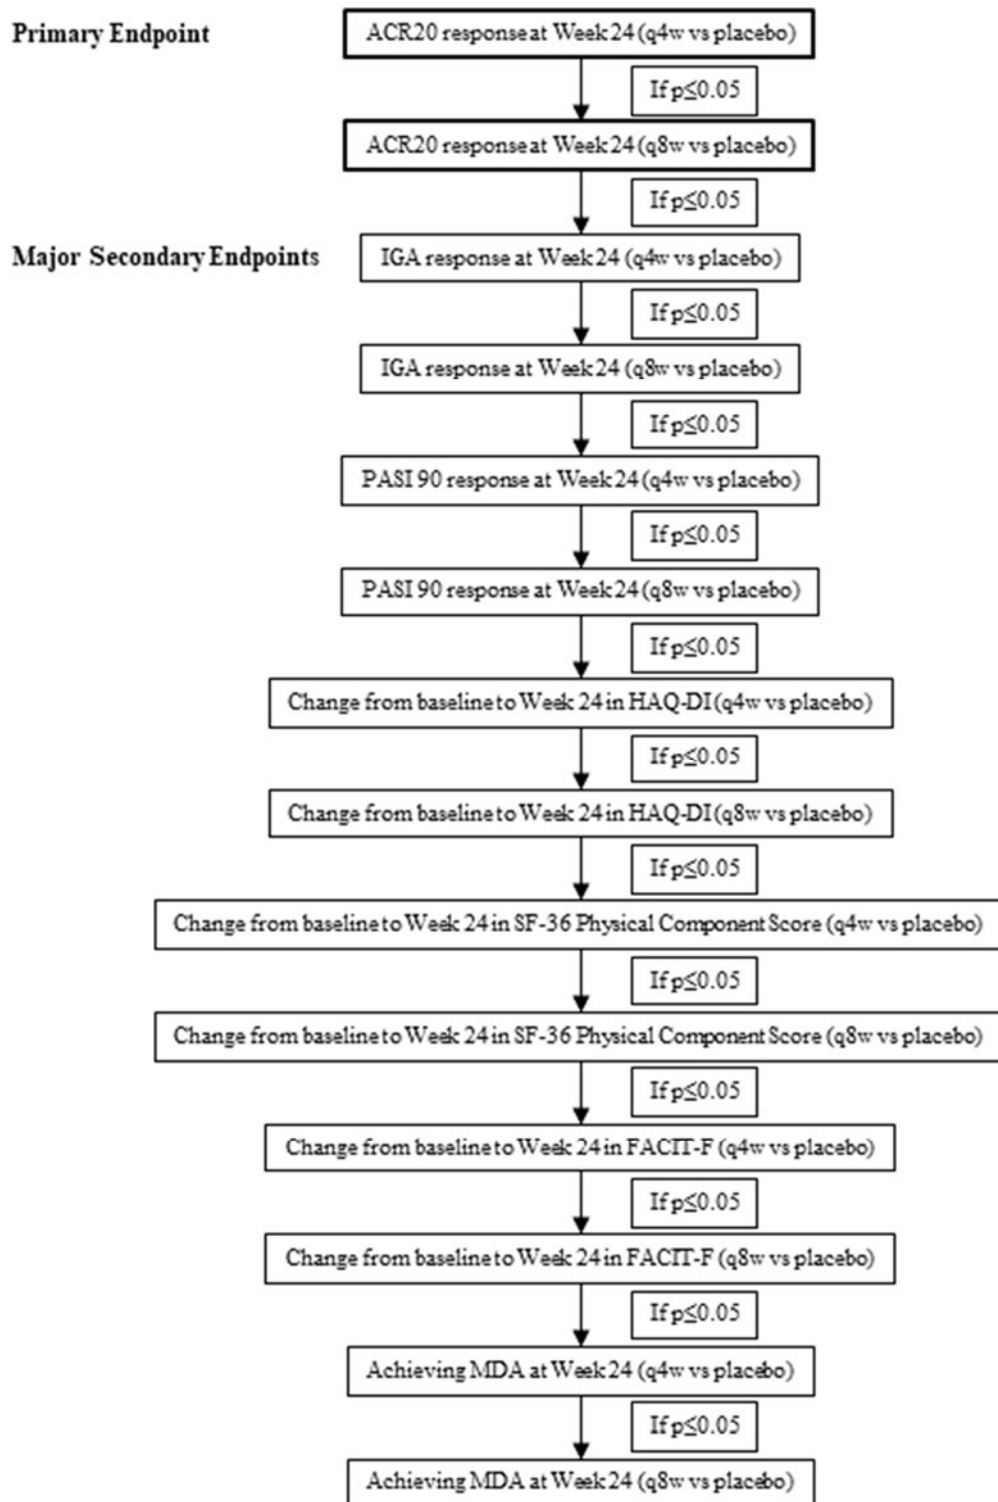 Primary Endpoint
ACR20 response at Week 24 (q4w vs placebo)
If p≤0.05
ACR20 response at Week 24 (q8w vs placebo)
If p≤0.05
Major Secondary Endpoints
IGA response at Week 24 (q4w vs placebo)
If p≤0.05
IGA response at Week 24 (q8w vs placebo)
If p≤0.05
PASI 90 response at Week 24 (q4w vs placebo)
If p≤0.05
PASI 90 response at Week 24 (q8w vs placebo)
If p≤0.05
Change from baseline to Week 24 in HAQ-DI (q4w vs placebo)
If p≤0.05
Change from baseline to Week 24 in HAQ-DI (q8w vs placebo)
If p≤0.05
Change from baseline to Week 24 in SF-36 Physical Component Score (q4w vs placebo)
If p≤0.05
Change from baseline to Week 24 in SF-36 Physical Component Score (q8w vs placebo)
If p≤0.05
Change from baseline to Week 24 in FACIT-F (q4w vs placebo)
If p≤0.05
Change from baseline to Week 24 in FACIT-F (q8w vs placebo)
If p≤0.05
Achieving MDA at Week 24 (q4w vs placebo)
If p≤0.05
Achieving MDA at Week 24 (q8w vs placebo)